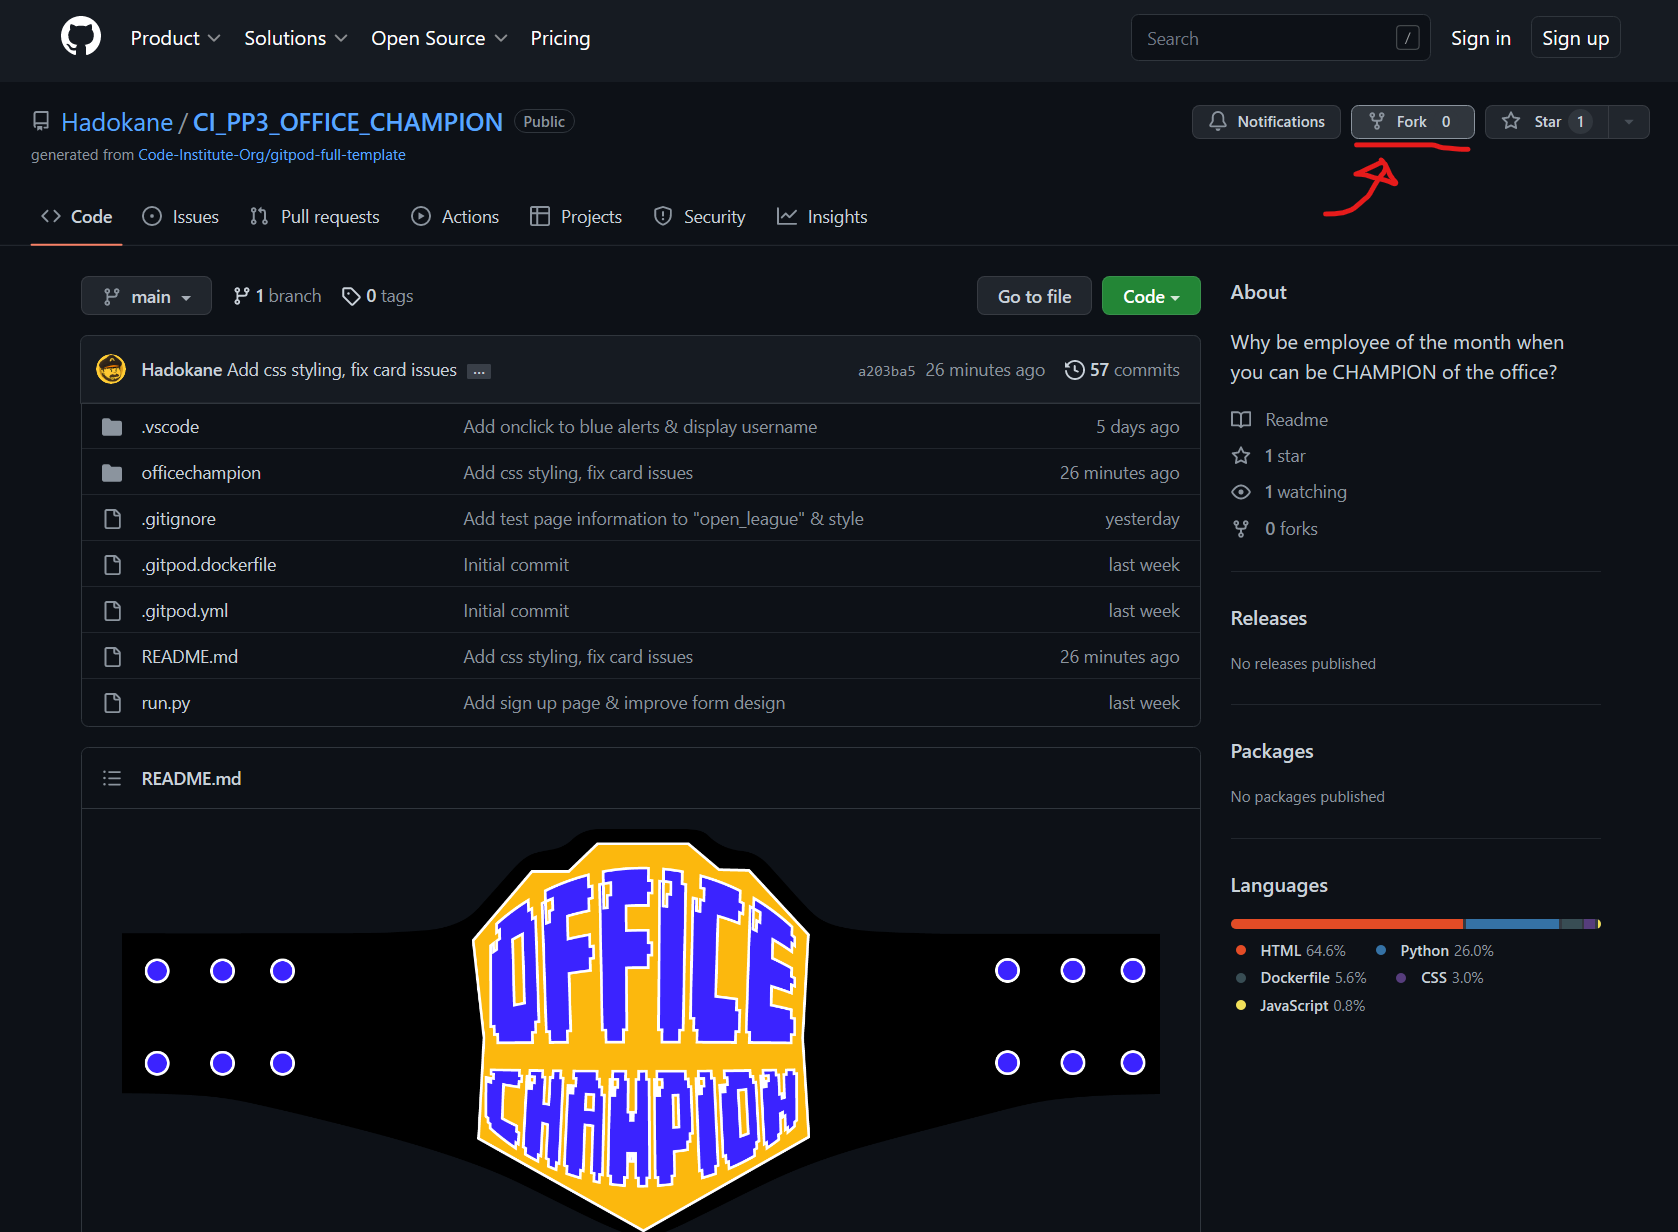 Product Solutions Open Source Pricing Search / Sign in Sign up
Hadokane / CI_PP3_OFFICE_CHAMPION Public Notifications Fork 0 Star 1
generated from Code-Institute-Org/gitpod-full-template
Code Issues Pull requests Actions Projects Security Insights
main 1 branch 0 tags Go to file Code
Hadokane Add css styling, fix card issues ... a203ba5 26 minutes ago 57 commits
.vscode Add onclick to blue alerts & display username 5 days ago
officechampion Add css styling, fix card issues 26 minutes ago
.gitignore Add test page information to "open_league" & style yesterday
.gitpod.dockerfile Initial commit last week
.gitpod.yml Initial commit last week
README.md Add css styling, fix card issues 26 minutes ago
run.py Add sign up page & improve form design last week
README.md
OFFICE
CHAMPION
About
Why be employee of the month when
you can be CHAMPION of the office?
Readme
1 star
1 watching
0 forks
Releases
No releases published
Packages
No packages published
Languages
HTML 64.6% Python 26.0%
Dockerfile 5.6% CSS 3.0%
JavaScript 0.8%